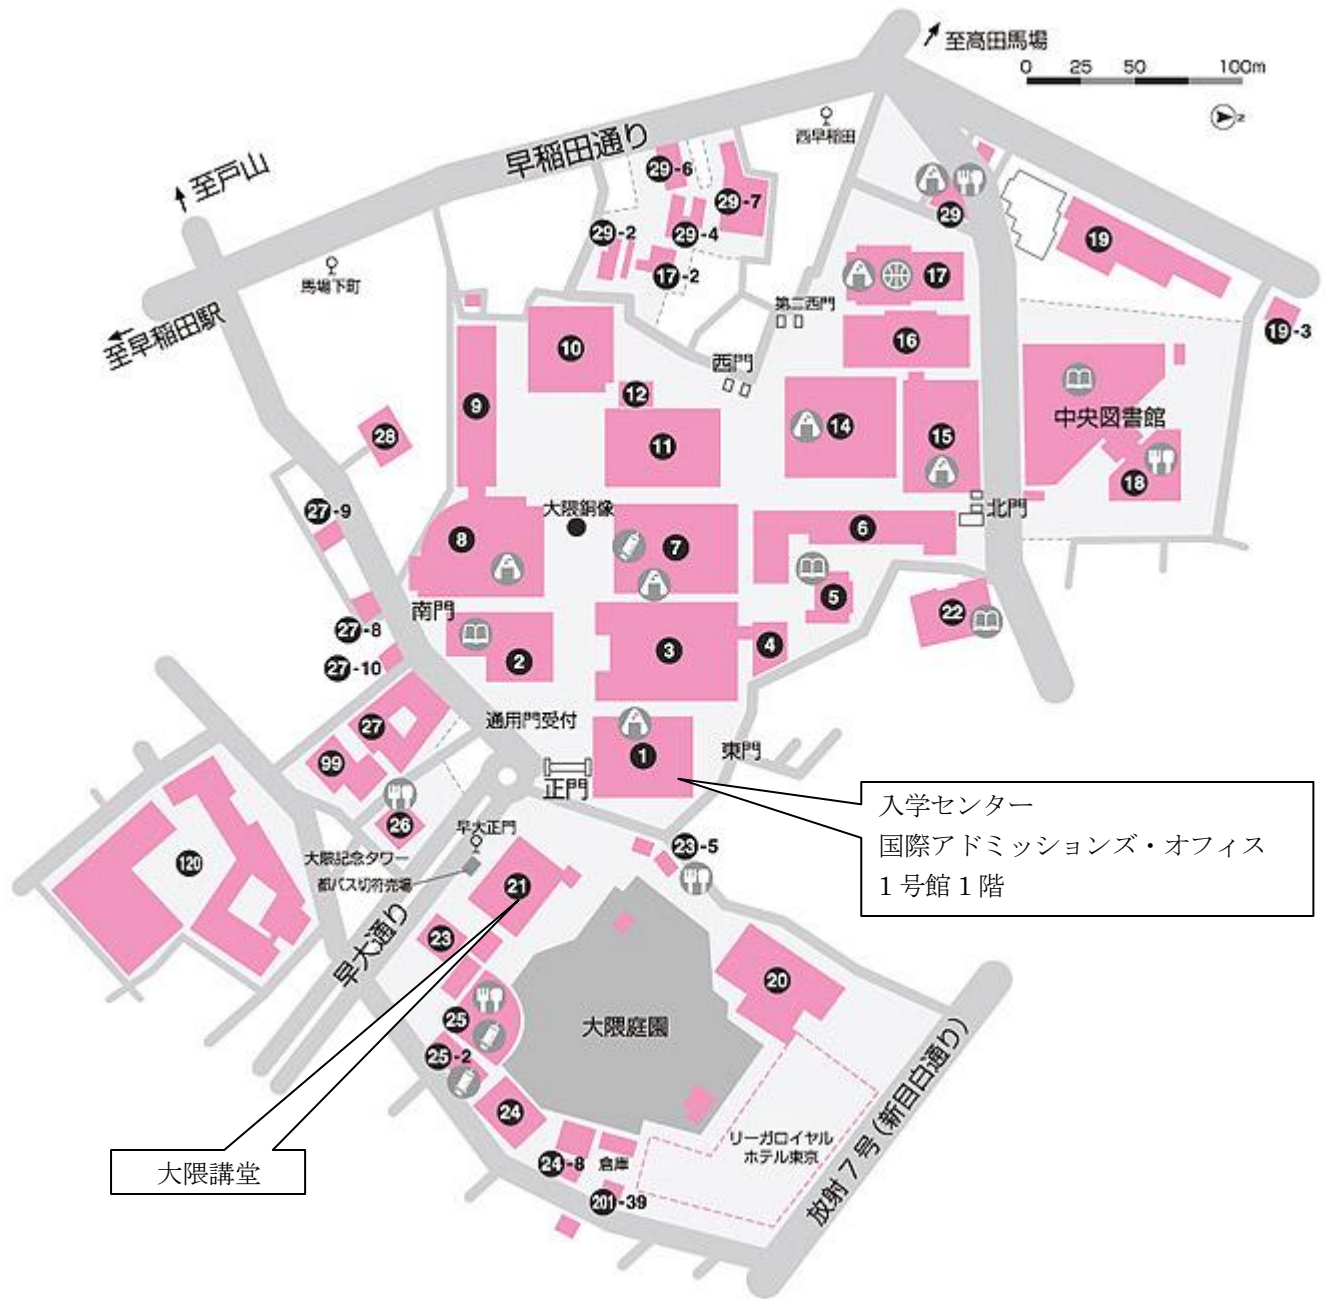 至高田馬場
0 25 50 100m
N
早稲田通り
西早稲田
至戸山
29-6
29-7
29
29-2
29-4
17-2
19
馬場下町
17
第二西門
19-3
至早稲田駅
10
16
西門
12
9
14
15
中央図書館
28
11
18
27-9
大隈銅像
北門
6
8
7
5
南門
22
27-8
2
3
4
27-10
通用門受付
27
1
東門
99
正門
入学センター
国際アドミッションズ・オフィス
1号館1階
26
早大正門
23-5
大隈記念タワー
120
都バス切符売場
21
早大通り
23
20
25
大隈庭園
25-2
24
放射7号(新目白通り)
リーガロイヤル
ホテル東京
大隈講堂
24-8
倉庫
201-39